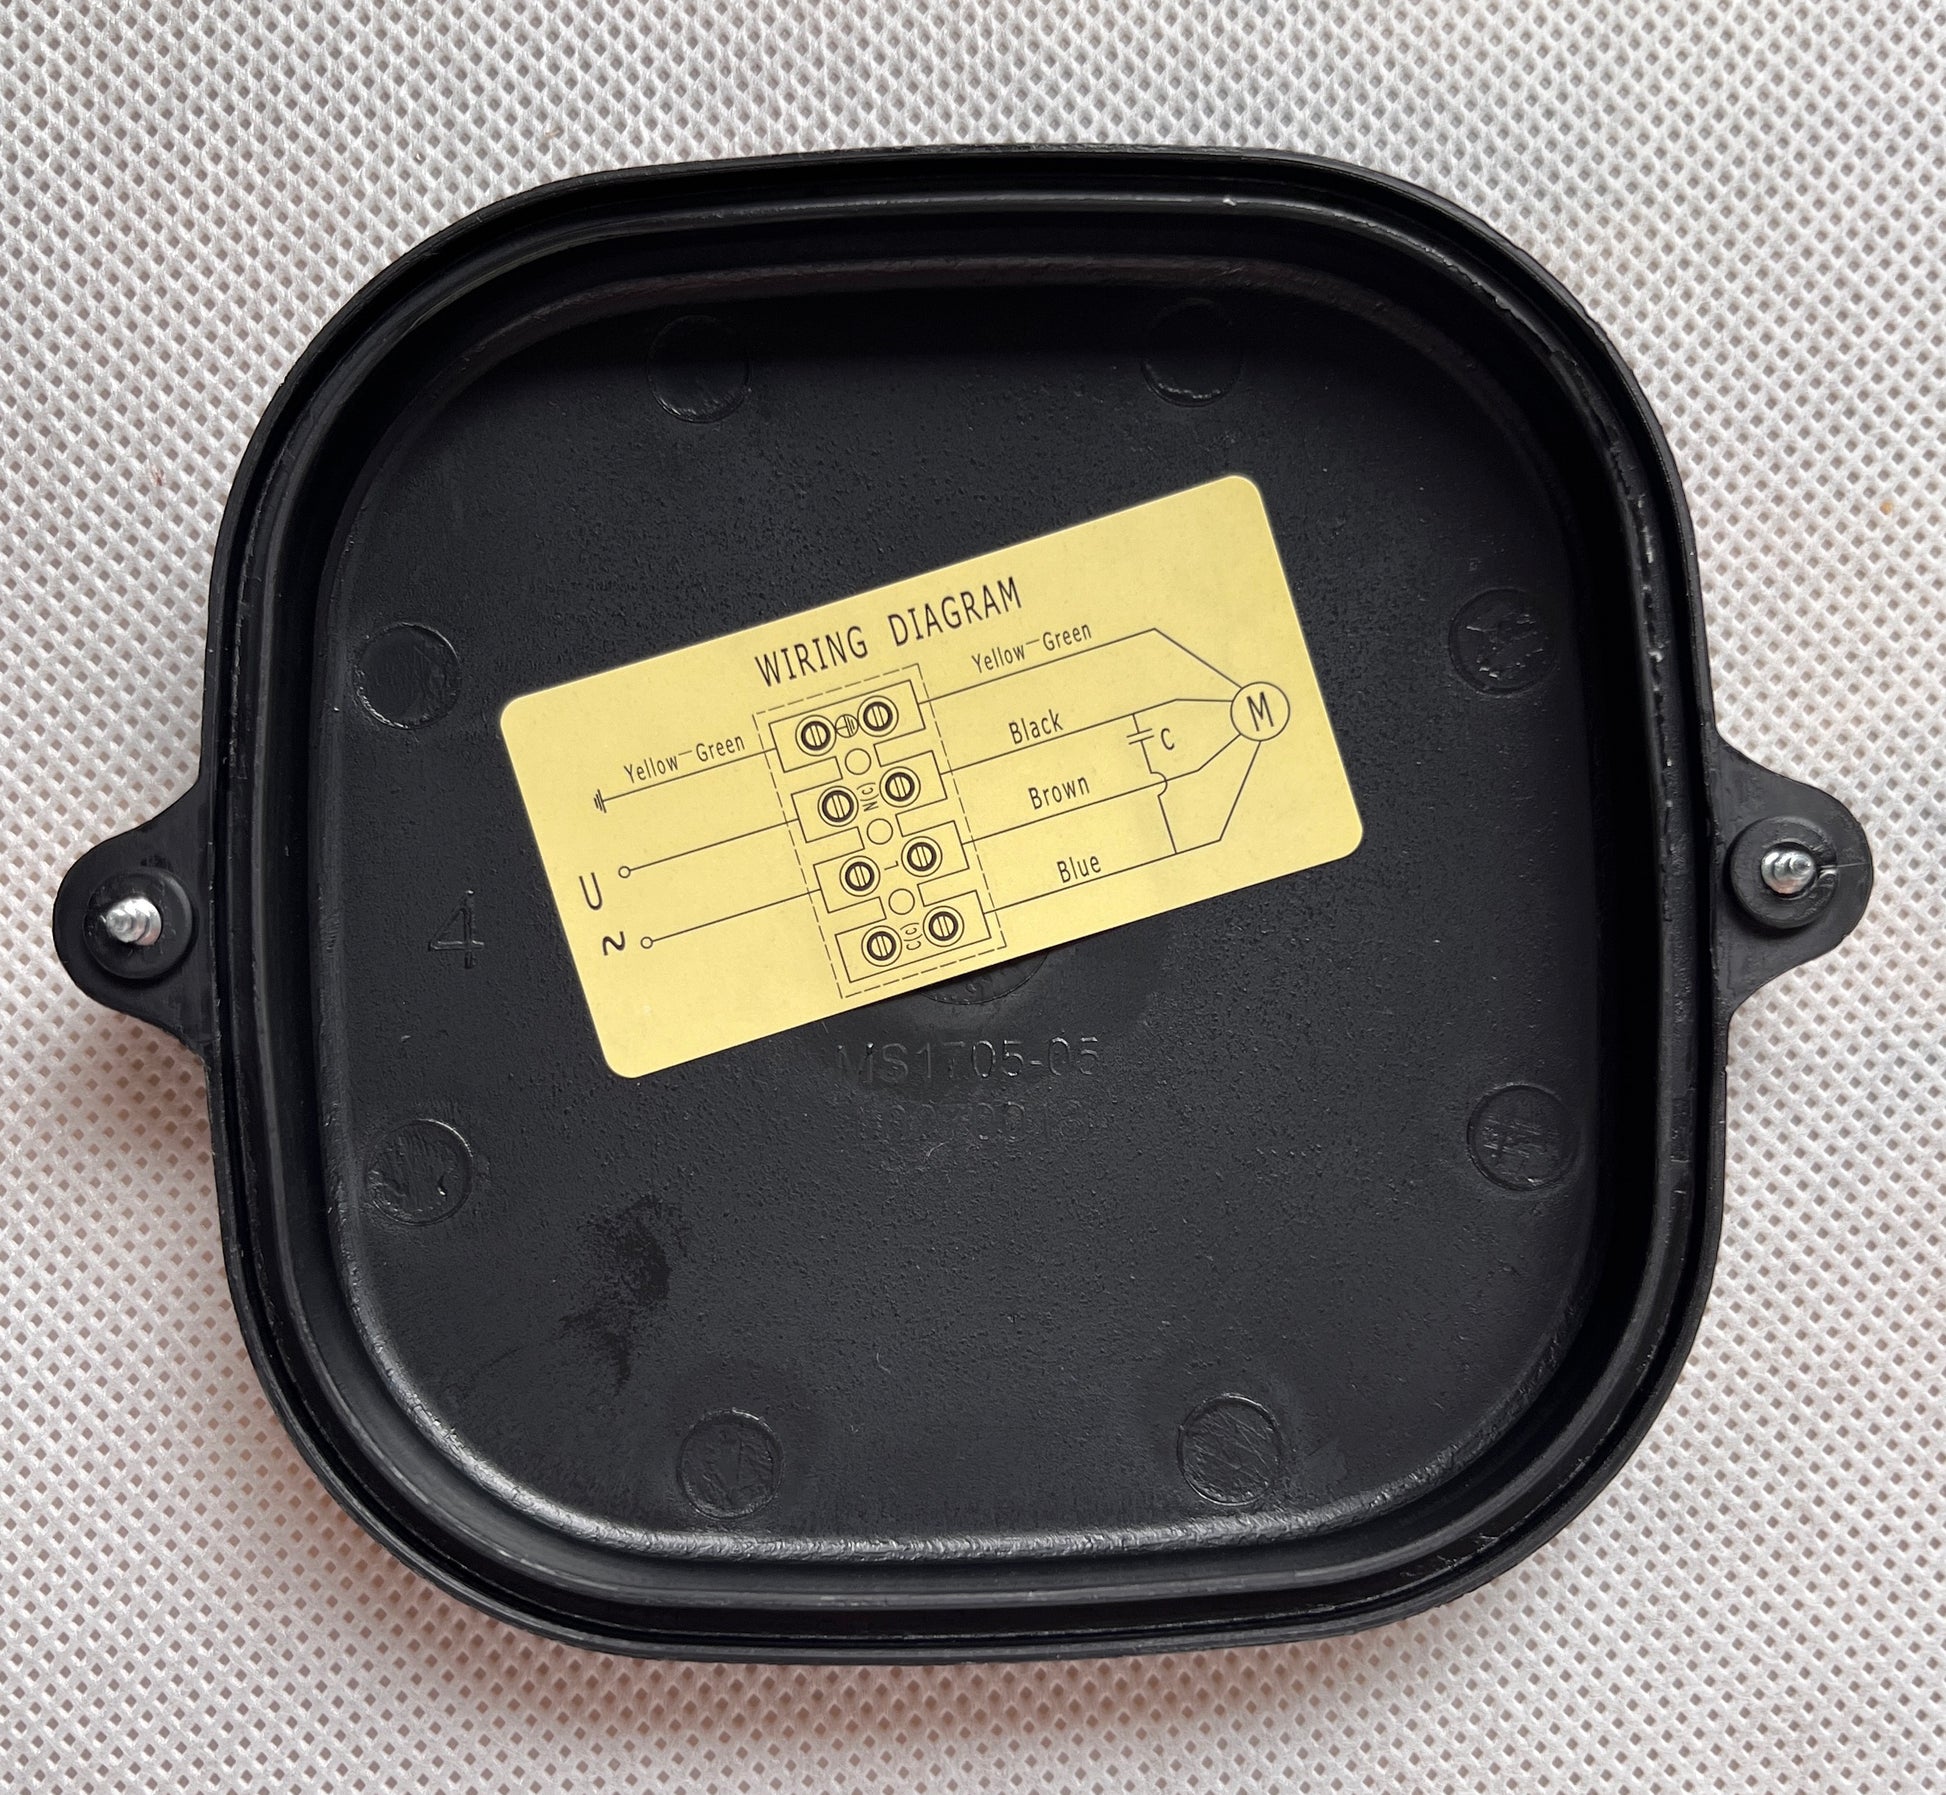 WIRING DIAGRAM
Yellow-Green
Yellow-Green
N(C)
Black
C
M
L
Brown
U
~
(C)
Blue
4
MS1705-05